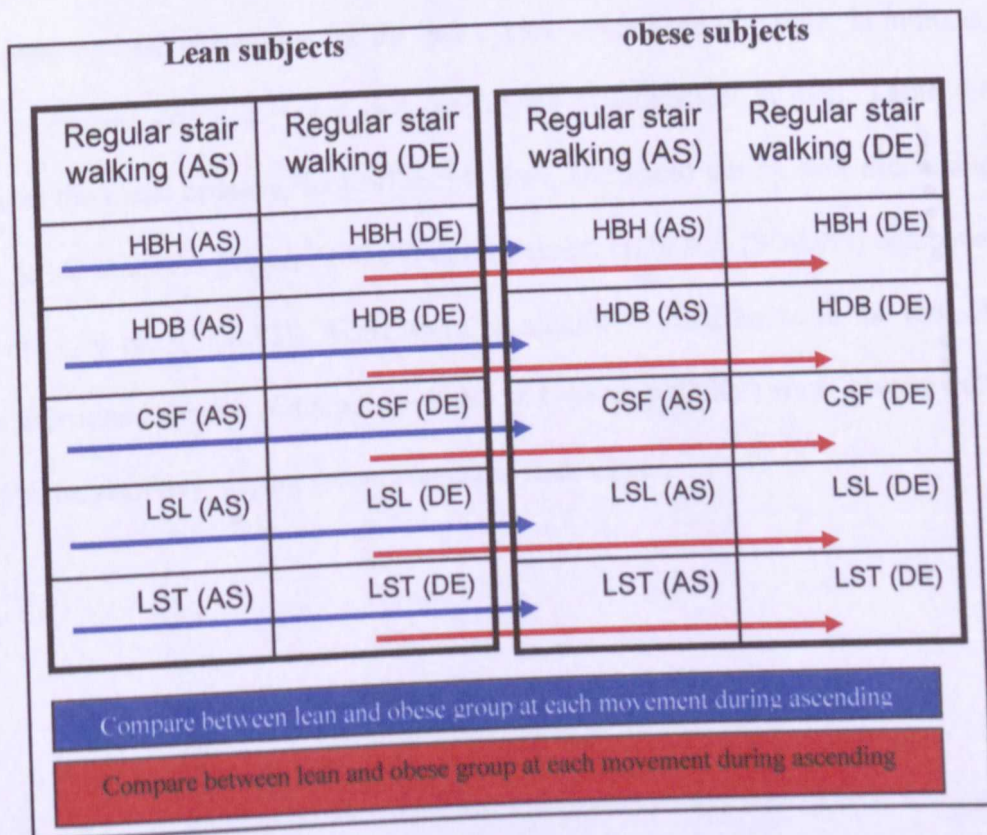 Lean subjects obese subjects
Regular stair Regular stair Regular stair Regular stair
walking (AS) walking (DE) walking (AS) walking (DE)
HBH (AS) HBH (DE) HBH (AS) HBH (DE)
HDB (AS) HDB (DE) HDB (AS) HDB (DE)
CSF (AS) CSF (DE) CSF (AS) CSF (DE)
LSL (AS) LSL (DE) LSL (AS) LSL (DE)
LST (AS) LST (DE) LST (AS) LST (DE)
Compare between lean and obese group at each movement during ascending
Compare between lean and obese group at each movement during ascending